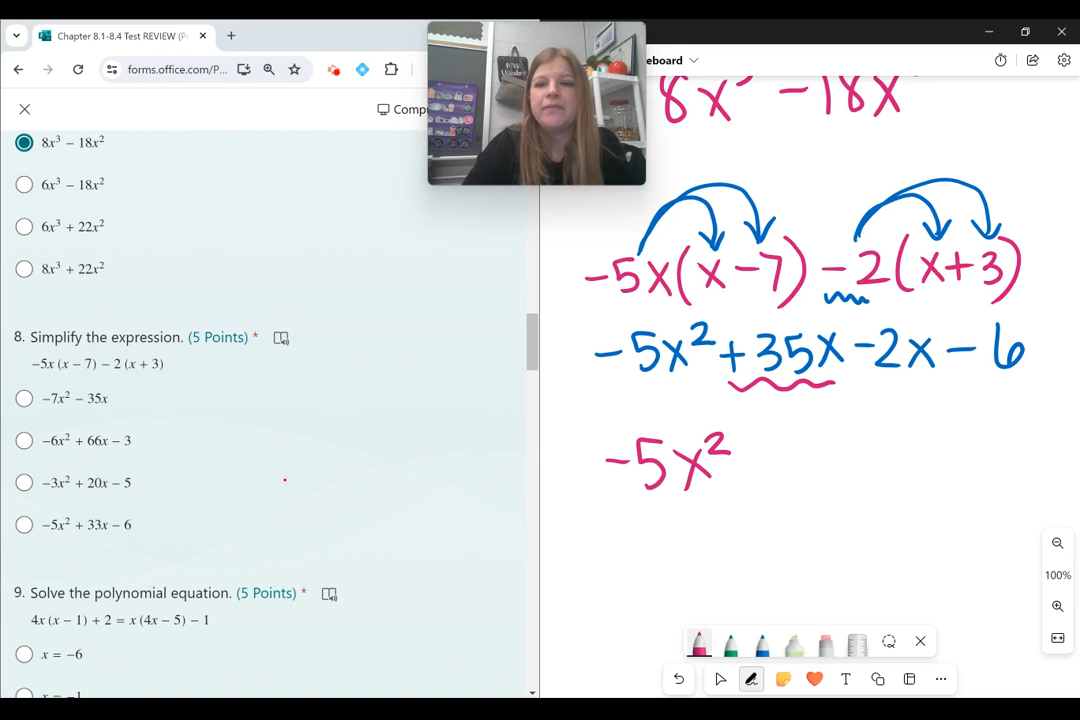 Chapter 8.1-8.4 Test REVIEW (P
forms.office.com/P...
Comp
8x³ − 18x²
6x³ − 18x²
6x³ + 22x²
8x³ + 22x²
8. Simplify the expression. (5 Points) *
−5x (x − 7) − 2 (x + 3)
−7x² − 35x
−6x² + 66x − 3
−3x² + 20x − 5
−5x² + 33x − 6
9. Solve the polynomial equation. (5 Points) *
4x (x − 1) + 2 = x (4x − 5) − 1
x = −6
x = −1
eboard
8x³ − 18x
−5x(x − 7) − 2(x + 3)
−5x² + 35x − 2x − 6
−5x²
100%
T